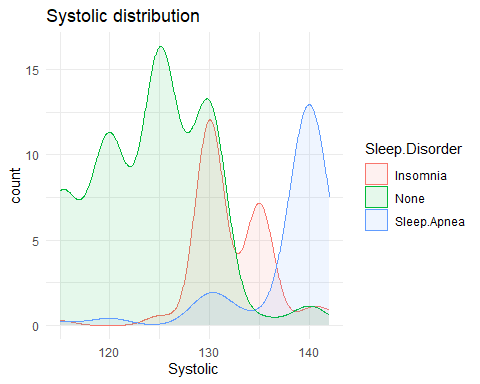 Systolic distribution
count
15
10
5
0
120
130
140
Systolic
Sleep.Disorder
Insomnia
None
Sleep.Apnea